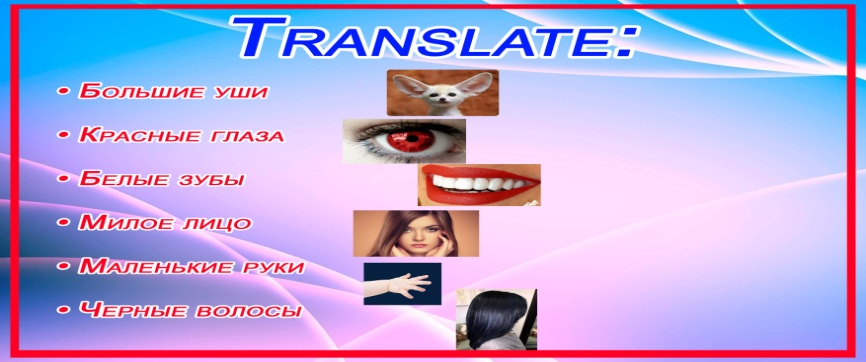 TRANSLATE:
• БОЛЬШИЕ УШИ
• КРАСНЫЕ ГЛАЗА
• БЕЛЫЕ ЗУБЫ
• МИЛОЕ ЛИЦО
• МАЛЕНЬКИЕ РУКИ
• ЧЕРНЫЕ ВОЛОСЫ